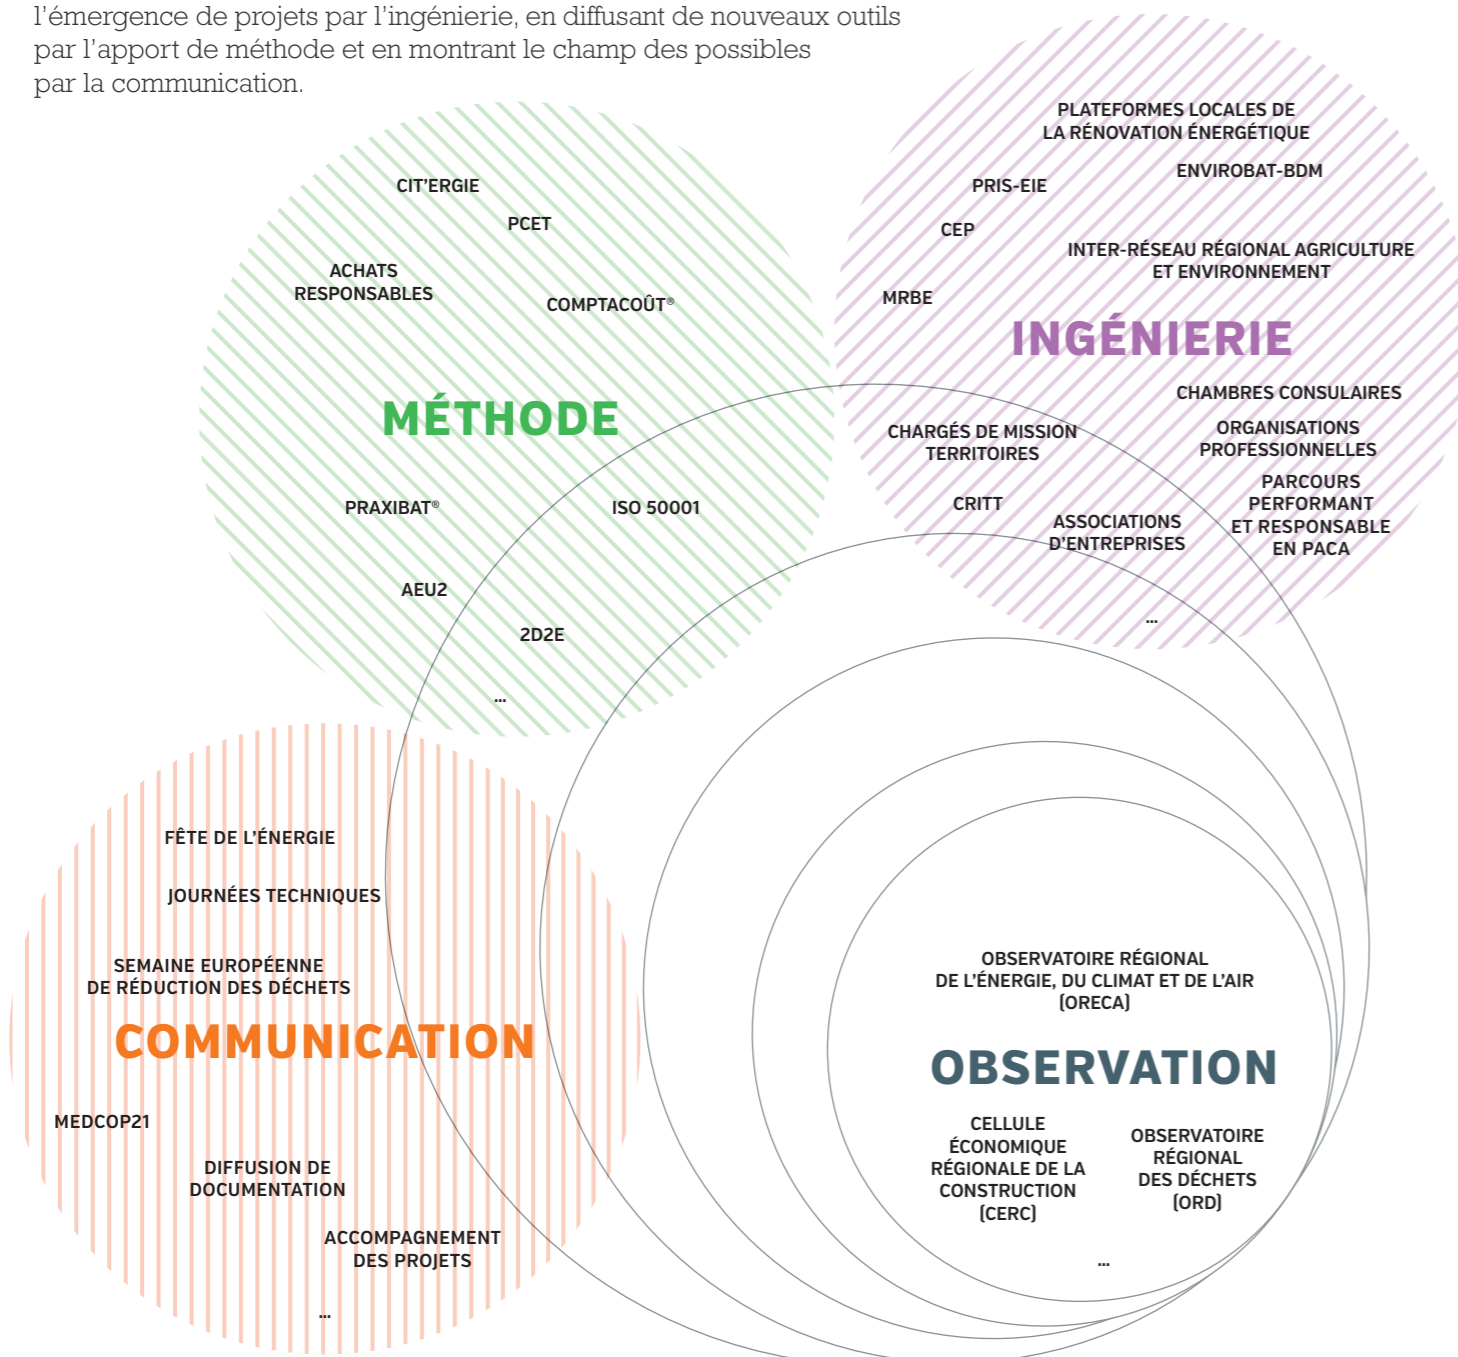 l’émergence de projets par l’ingénierie, en diffusant de nouveaux outils
par l’apport de méthode et en montrant le champ des possibles
par la communication.
CIT’ERGIE
PCET
ACHATS
RESPONSABLES
COMPTACOÛT®
MÉTHODE
PRAXIBAT®
ISO 50001
AEU2
2D2E
...
PLATEFORMES LOCALES DE
LA RÉNOVATION ÉNERGÉTIQUE
ENVIROBAT-BDM
PRIS-EIE
CEP
INTER-RÉSEAU RÉGIONAL AGRICULTURE
ET ENVIRONNEMENT
MRBE
INGÉNIERIE
CHAMBRES CONSULAIRES
CHARGÉS DE MISSION
TERRITOIRES
ORGANISATIONS
PROFESSIONNELLES
CRITT
ASSOCIATIONS
D’ENTREPRISES
PARCOURS
PERFORMANT
ET RESPONSABLE
EN PACA
...
FÊTE DE L’ÉNERGIE
JOURNÉES TECHNIQUES
SEMAINE EUROPÉENNE
DE RÉDUCTION DES DÉCHETS
COMMUNICATION
MEDCOP21
DIFFUSION DE
DOCUMENTATION
ACCOMPAGNEMENT
DES PROJETS
...
OBSERVATOIRE RÉGIONAL
DE L’ÉNERGIE, DU CLIMAT ET DE L’AIR
(ORECA)
OBSERVATION
CELLULE
ÉCONOMIQUE
RÉGIONALE DE LA
CONSTRUCTION
(CERC)
OBSERVATOIRE
RÉGIONAL
DES DÉCHETS
(ORD)
...